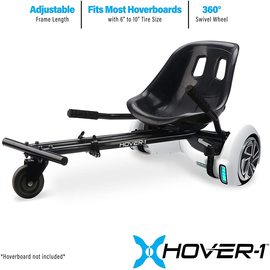 Adjustable
Frame Length
Fits Most Hoverboards
with 6" to 10" Tire Size
360°
Swivel Wheel
HOVER-1
*Hoverboard not included*
HOVER-1™